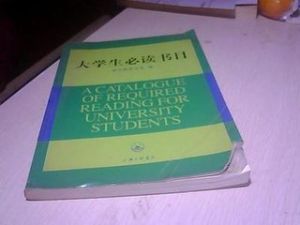 大学生必读书目
A CATALOGUE
OF REQUIRED
READING FOR
UNIVERSITY
STUDENTS